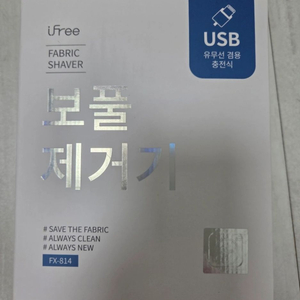 iFree
FABRIC
SHAVER
USB
유무선 겸용
충전식
보풀
제거기
# SAVE THE FABRIC
# ALWAYS CLEAN
# ALWAYS NEW
FX-814